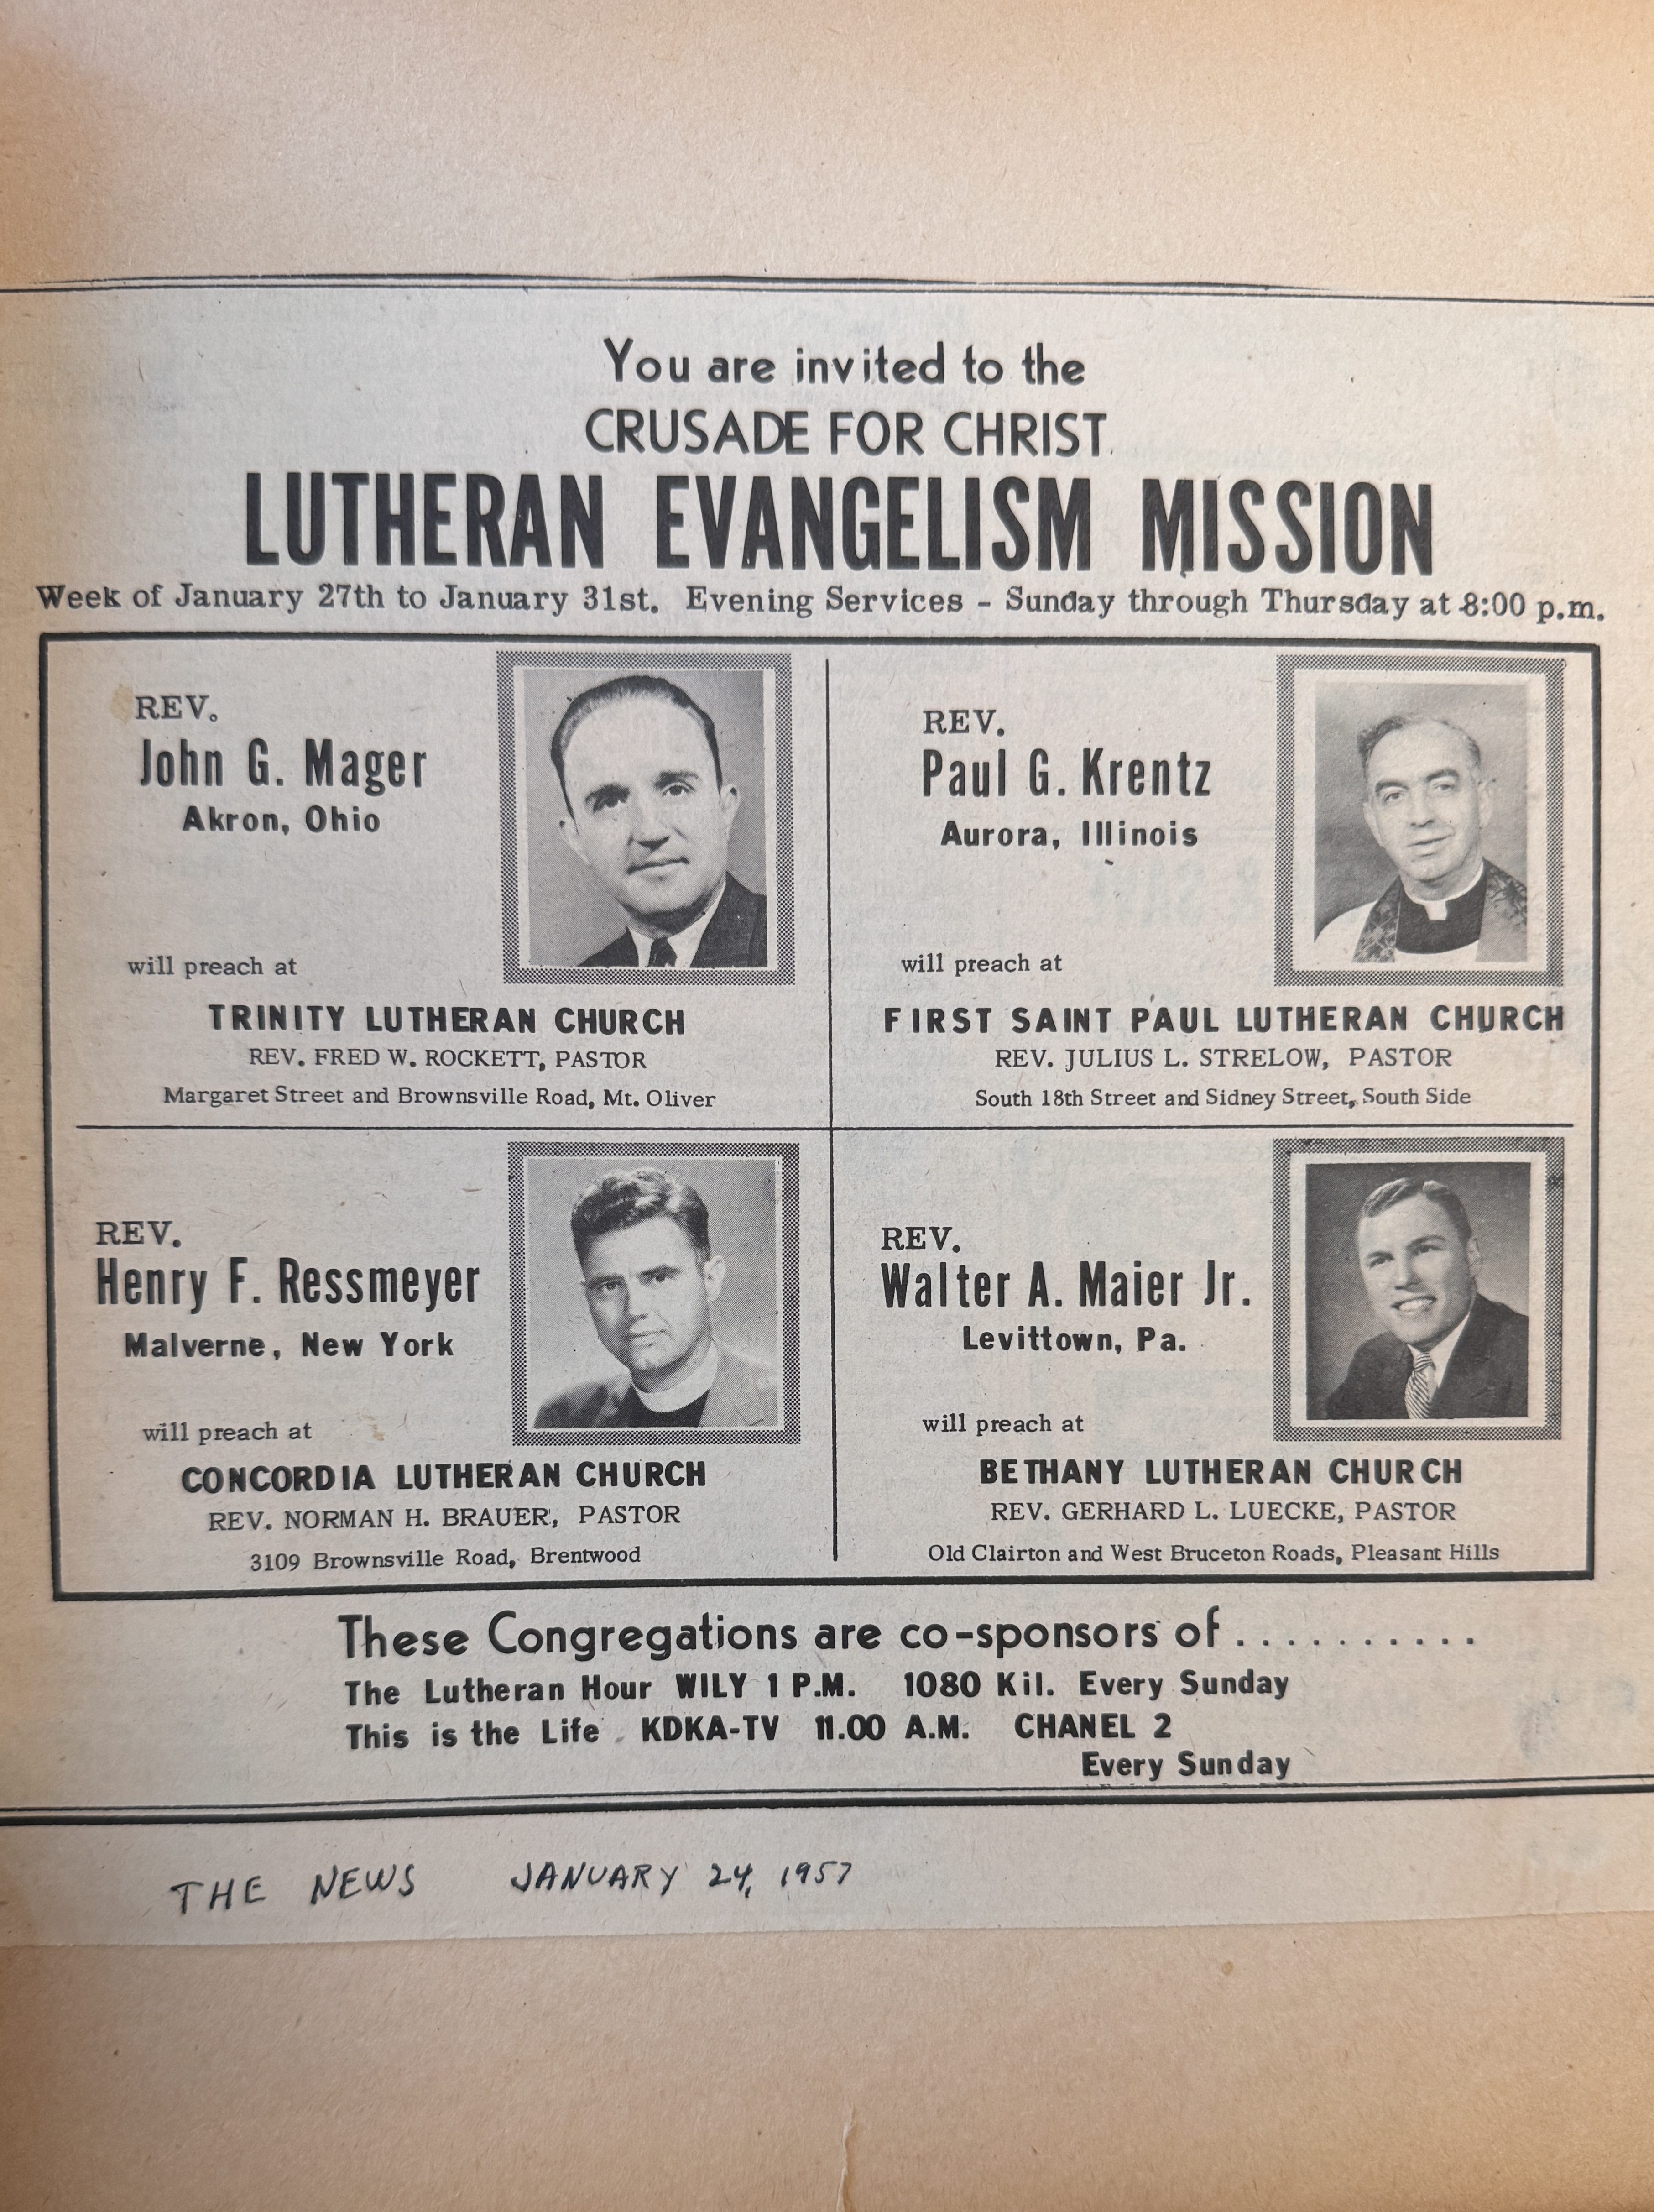 You are invited to the
CRUSADE FOR CHRIST
LUTHERAN EVANGELISM MISSION
Week of January 27th to January 31st. Evening Services - Sunday through Thursday at 8:00 p.m.
REV.
John G. Mager
Akron, Ohio
will preach at
TRINITY LUTHERAN CHURCH
REV. FRED W. ROCKETT, PASTOR
Margaret Street and Brownsville Road, Mt. Oliver
REV.
Paul G. Krentz
Aurora, Illinois
will preach at
FIRST SAINT PAUL LUTHERAN CHURCH
REV. JULIUS L. STRELOW, PASTOR
South 18th Street and Sidney Street, South Side
REV.
Henry F. Ressmeyer
Malverne, New York
will preach at
CONCORDIA LUTHERAN CHURCH
REV. NORMAN H. BRAUER, PASTOR
3109 Brownsville Road, Brentwood
REV.
Walter A. Maier Jr.
Levittown, Pa.
will preach at
BETHANY LUTHERAN CHURCH
REV. GERHARD L. LUECKE, PASTOR
Old Clairton and West Bruceton Roads, Pleasant Hills
These Congregations are co-sponsors of..........
The Lutheran Hour WILY 1 P.M. 1080 Kil. Every Sunday
This is the Life KDKA-TV 11.00 A.M. CHANEL 2
Every Sunday
THE NEWS JANUARY 24, 1957